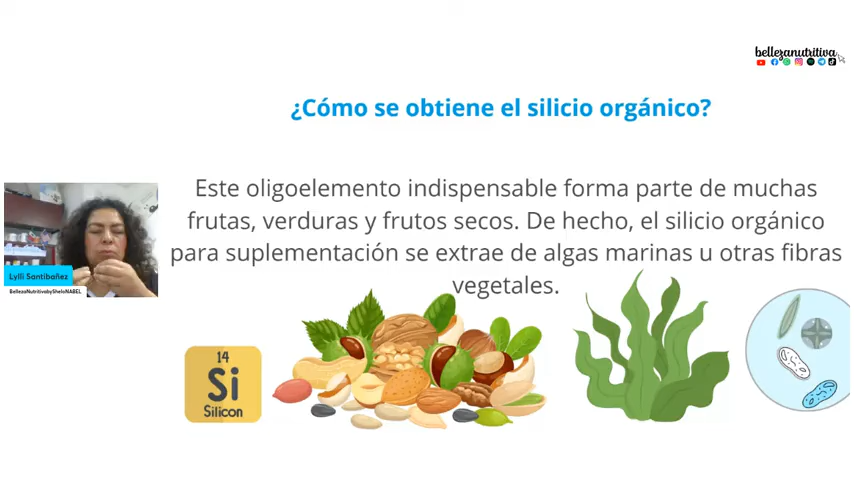 bellezanutritiva
¿Cómo se obtiene el silicio orgánico?
Este oligoelemento indispensable forma parte de muchas
frutas, verduras y frutos secos. De hecho, el silicio orgánico
para suplementación se extrae de algas marinas u otras fibras
vegetales.
Lylli Santibañez
BellezaNutritivabySheloNABEL
14
Si
Silicon